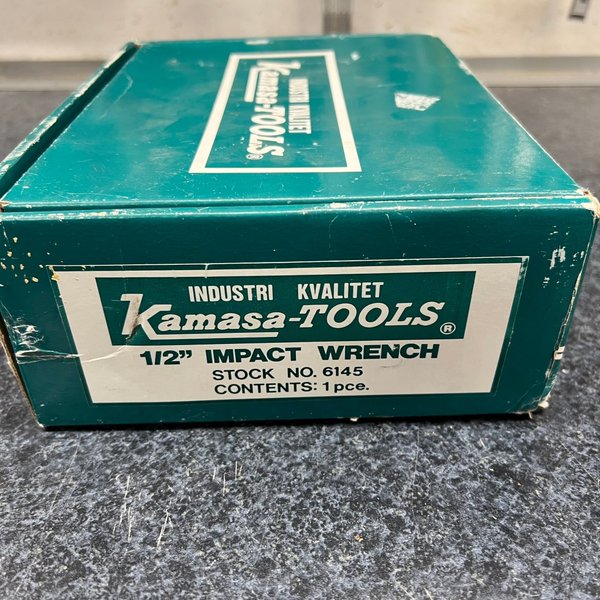 INDUSTRI KVALITET
Kamasa-TOOLS®
INDUSTRI KVALITET
Kamasa-TOOLS®
1/2” IMPACT WRENCH
STOCK NO. 6145
CONTENTS: 1 pce.